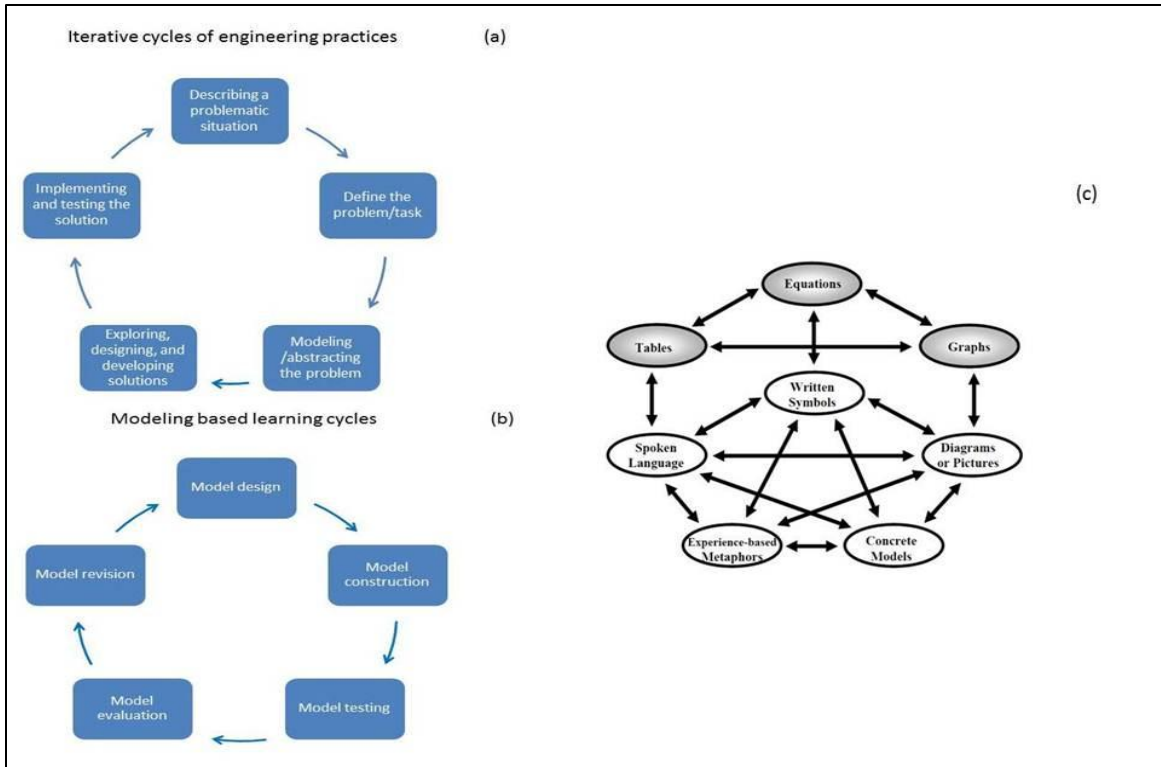 Iterative cycles of engineering practices
(a)
Describing a
problematic
situation
Define the
problem/task
Modeling
/abstracting
the problem
Exploring,
designing, and
developing
solutions
Implementing
and testing the
solution
Modeling based learning cycles
(b)
Model design
Model
construction
Model testing
Model
evaluation
Model revision
(c)
Equations
Tables
Graphs
Written
Symbols
Spoken
Language
Diagrams
or Pictures
Experience-based
Metaphors
Concrete
Models